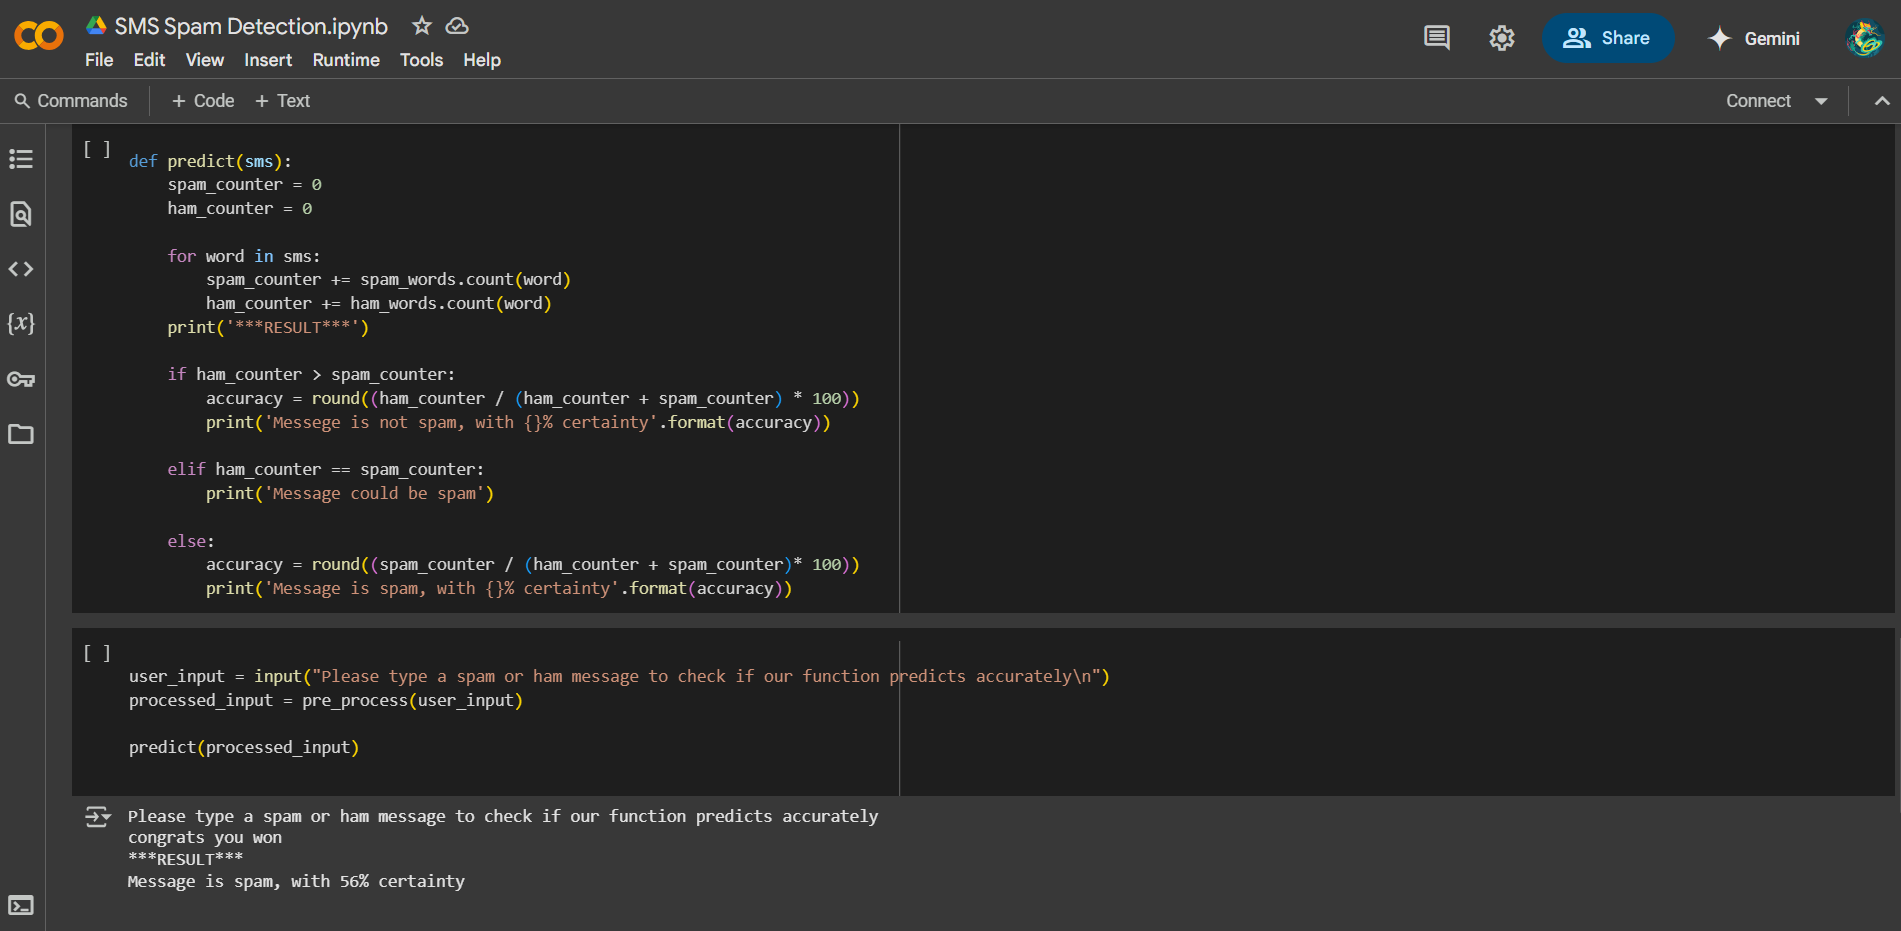 SMS Spam Detection.ipynb
File Edit View Insert Runtime Tools Help
Share
Gemini
Commands + Code + Text
Connect
[ ]
def predict(sms):
    spam_counter = 0
    ham_counter = 0

    for word in sms:
        spam_counter += spam_words.count(word)
        ham_counter += ham_words.count(word)
    print('***RESULT***')

    if ham_counter > spam_counter:
        accuracy = round((ham_counter / (ham_counter + spam_counter) * 100))
        print('Messege is not spam, with {}% certainty'.format(accuracy))

    elif ham_counter == spam_counter:
        print('Message could be spam')

    else:
        accuracy = round((spam_counter / (ham_counter + spam_counter)* 100))
        print('Message is spam, with {}% certainty'.format(accuracy))
[ ]
user_input = input("Please type a spam or ham message to check if our function predicts accurately\n")
processed_input = pre_process(user_input)

predict(processed_input)
Please type a spam or ham message to check if our function predicts accurately
congrats you won
***RESULT***
Message is spam, with 56% certainty